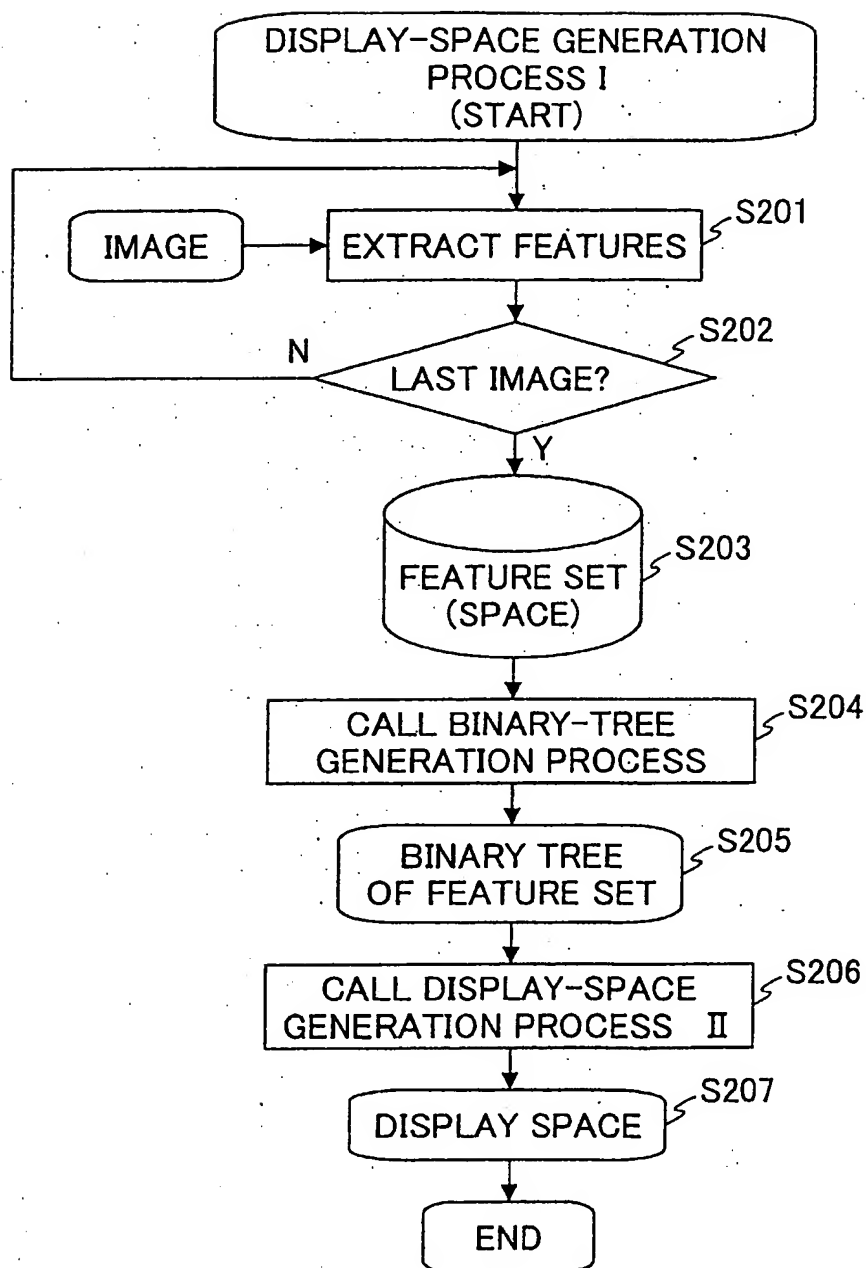 DISPLAY-SPACE GENERATION
PROCESS I
(START)
IMAGE
EXTRACT FEATURES
S201
N
LAST IMAGE?
S202
Y
FEATURE SET
(SPACE)
S203
CALL BINARY-TREE
GENERATION PROCESS
S204
BINARY TREE
OF FEATURE SET
S205
CALL DISPLAY-SPACE
GENERATION PROCESS II
S206
DISPLAY SPACE
S207
END